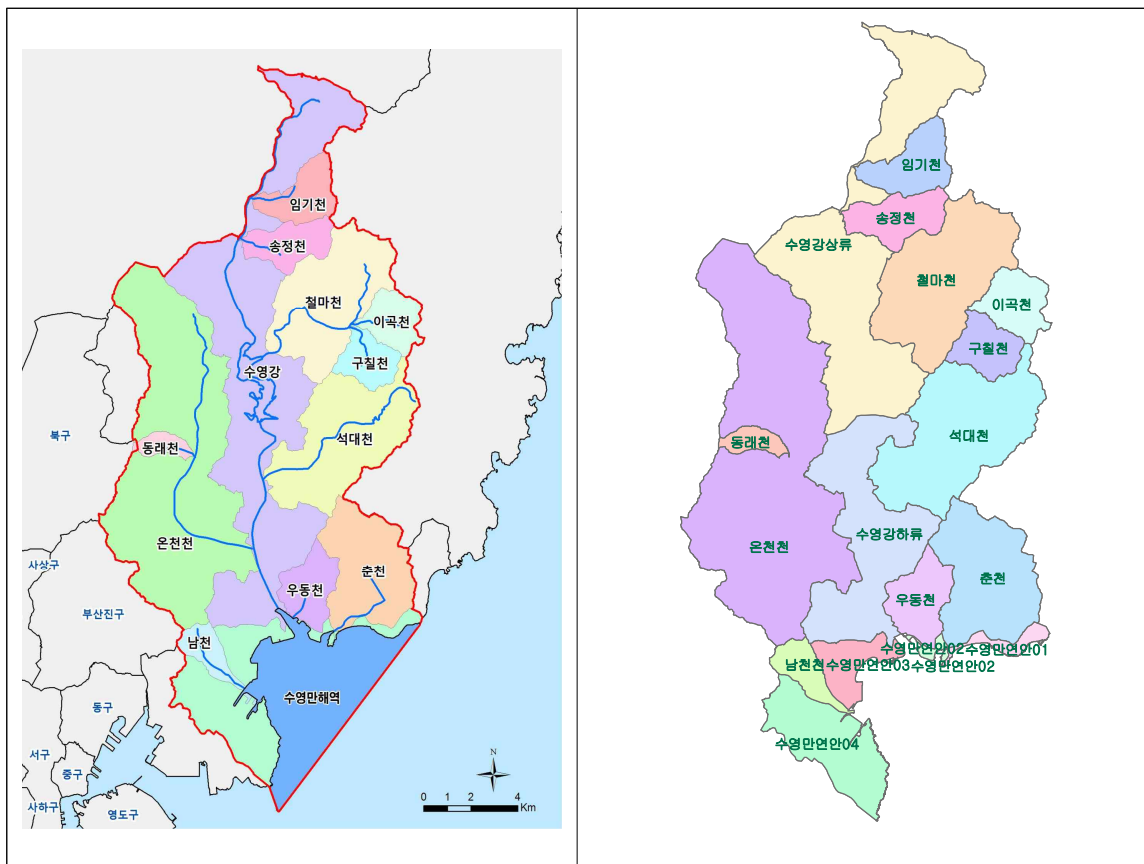 임기천
송정천
철마천
이곡천
구칠천
수영강
북구
동래천
석대천
온천천
사상구
부산진구
우동천
춘천
남천
수영만해역
동구
서구
중구
사하구
영도구
N
0 1 2 4
Km
임기천
송정천
수영강상류
철마천
이곡천
구칠천
동래천
석대천
온천천
수영강하류
춘천
우동천
수영만연안02
수영만연안01
남천천
수영만연안03
수영만연안02
수영만연안04